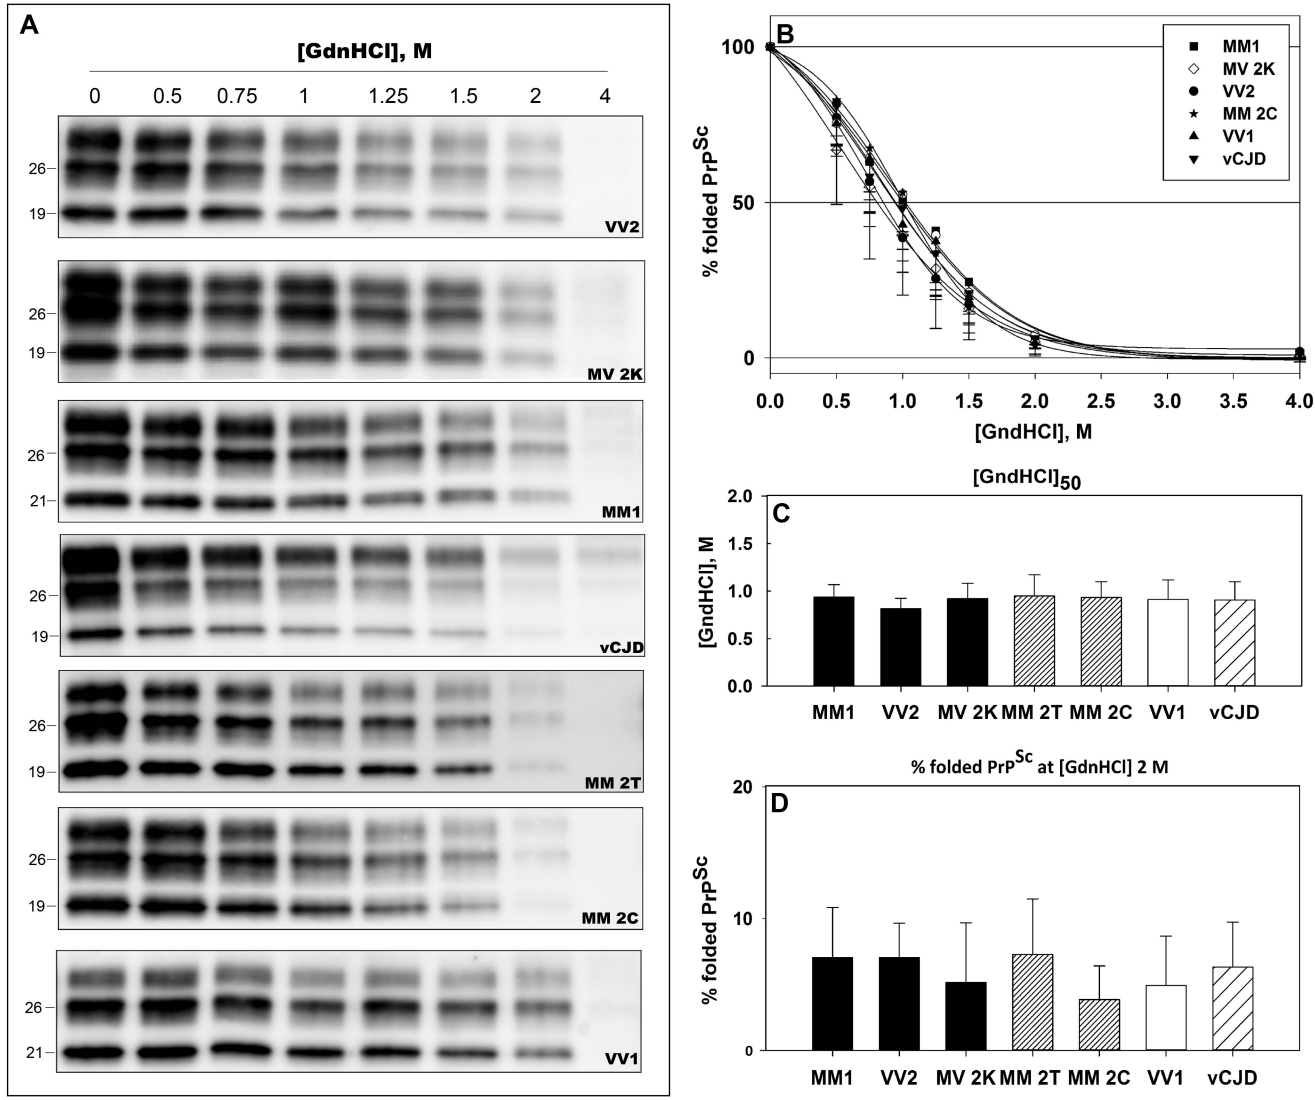 A
[GdnHCl], M
0 0.5 0.75 1 1.25 1.5 2 4
26
19
VV2
26
19
MV 2K
26
21
MM1
26
19
vCJD
26
19
MM 2T
26
19
MM 2C
26
21
VV1
B
MM1
MV 2K
VV2
MM 2C
VV1
vCJD
% folded PrPSc
100
50
0
0.0 0.5 1.0 1.5 2.0 2.5 3.0 3.5 4.0
[GndHCl], M
[GndHCl]50
C
[GndHCl], M
2.0
1.5
1.0
0.5
0.0
MM1 VV2 MV 2K MM 2T MM 2C VV1 vCJD
% folded PrPSc at [GdnHCl] 2 M
D
% folded PrPSc
20
10
0
MM1 VV2 MV 2K MM 2T MM 2C VV1 vCJD